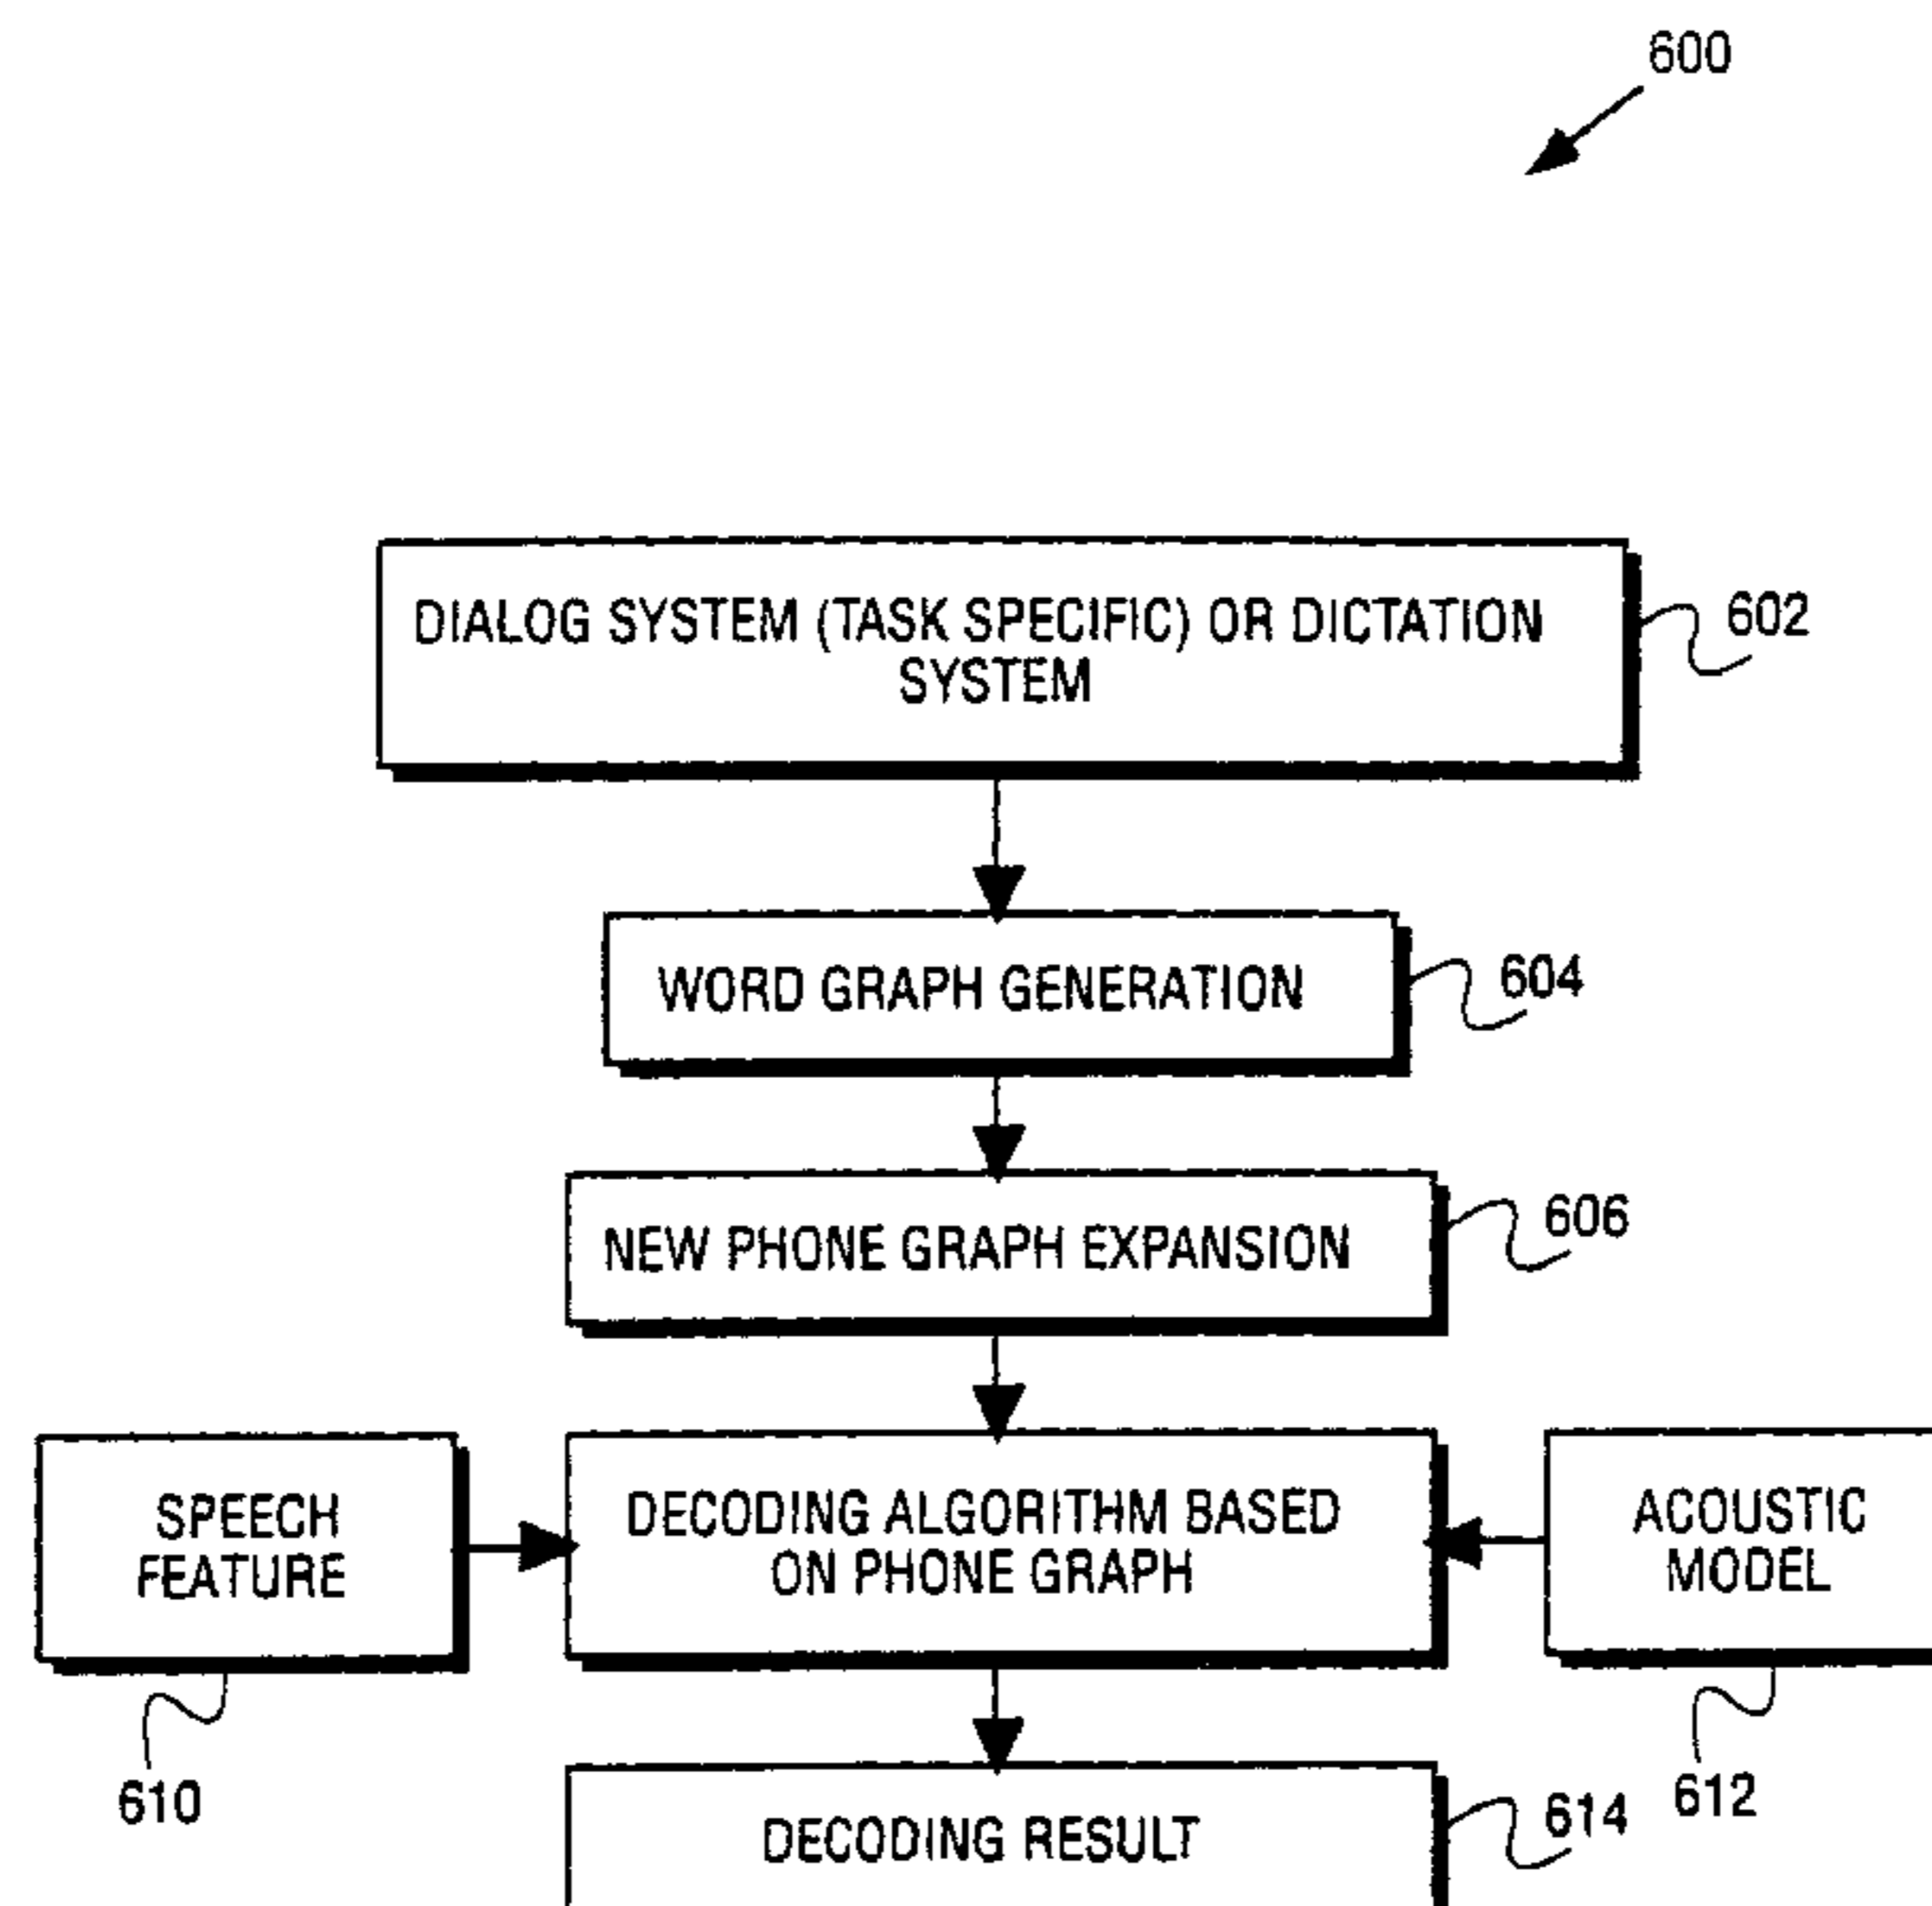 600
DIALOG SYSTEM (TASK SPECIFIC) OR DICTATION
SYSTEM
602
WORD GRAPH GENERATION
604
NEW PHONE GRAPH EXPANSION
606
SPEECH
FEATURE
DECODING ALGORITHM BASED
ON PHONE GRAPH
ACOUSTIC
MODEL
610
612
DECODING RESULT
614